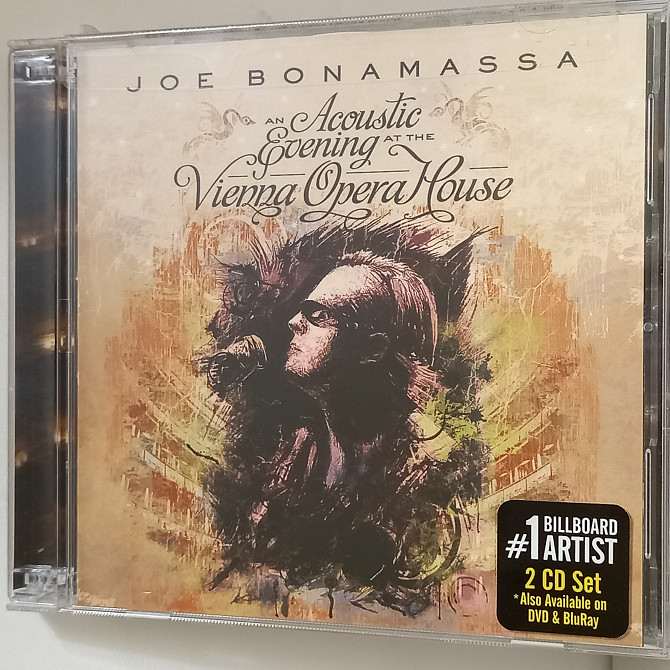 JOE BONAMASSA
AN Acoustic
Evening AT THE
Vienna Opera House
#1 BILLBOARD
ARTIST
2 CD Set
*Also Available on
DVD & BluRay